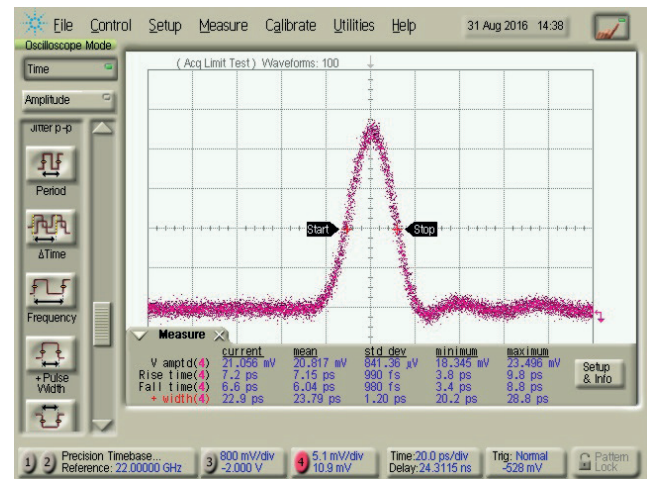 File Control Setup Measure Calibrate Utilities Help 31 Aug 2016 14:38
Oscilloscope Mode
Time
Amplitude
Jitter p-p
Period
ΔTime
Frequency
+ Pulse
Width
( Acq Limit Test ) Waveforms: 100
Start
Stop
Measure
current mean std dev minimum maximum
V amptd(4) 21.056 mV 20.817 mV 841.36 µV 18.345 mV 23.496 mV
Rise time(4) 7.2 ps 7.15 ps 990 fs 3.8 ps 9.8 ps
Fall time(4) 6.6 ps 6.04 ps 980 fs 3.4 ps 8.8 ps
+ width(4) 22.9 ps 23.79 ps 1.20 ps 20.2 ps 28.8 ps
Setup
& Info
1 2 Precision Timebase...
Reference: 22.00000 GHz
3 800 mV/div
-2.000 V
4 5.1 mV/div
10.9 mV
Time:20.0 ps/div
Delay:24.3115 ns
Trig: Normal
-528 mV
Pattern
Lock